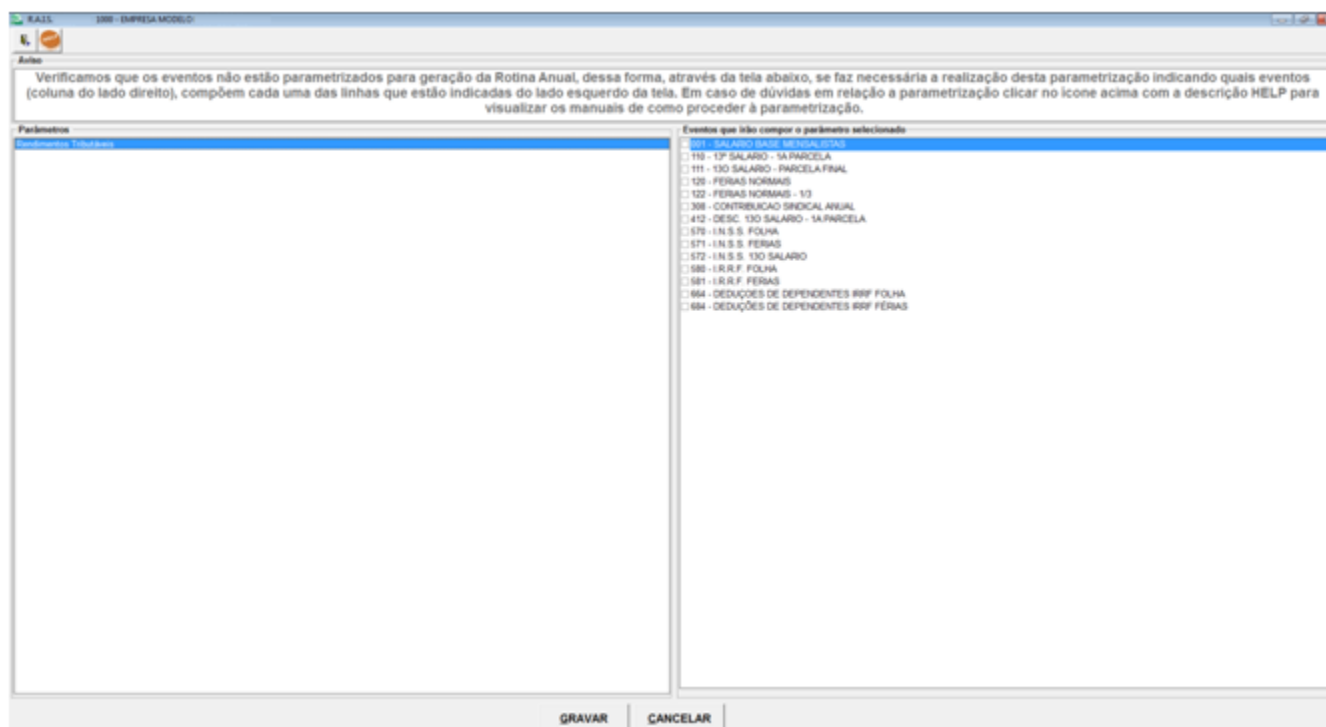 R.A.I.S. 1000 - EMPRESA MODELO
Aviso
Verificamos que os eventos não estão parametrizados para geração da Rotina Anual, dessa forma, através da tela abaixo, se faz necessária a realização desta parametrização indicando quais eventos
(coluna do lado direito), compõem cada uma das linhas que estão indicadas do lado esquerdo da tela. Em caso de dúvidas em relação a parametrização clicar no ícone acima com a descrição HELP para
visualizar os manuais de como proceder à parametrização.
Parâmetros
Rendimentos Tributáveis
Eventos que irão compor o parâmetro selecionado
001 - SALARIO BASE MENSALISTAS
110 - 13º SALARIO - 1A PARCELA
111 - 13O SALARIO - PARCELA FINAL
120 - FERIAS NORMAIS
122 - FERIAS NORMAIS - 1/3
308 - CONTRIBUICAO SINDICAL ANUAL
412 - DESC. 13O SALARIO - 1A PARCELA
570 - I.N.S.S. FOLHA
571 - I.N.S.S. FERIAS
572 - I.N.S.S. 13O SALARIO
580 - I.R.R.F. FOLHA
581 - I.R.R.F. FERIAS
664 - DEDUÇOES DE DEPENDENTES IRRF FOLHA
684 - DEDUÇÕES DE DEPENDENTES IRRF FÉRIAS
GRAVAR CANCELAR